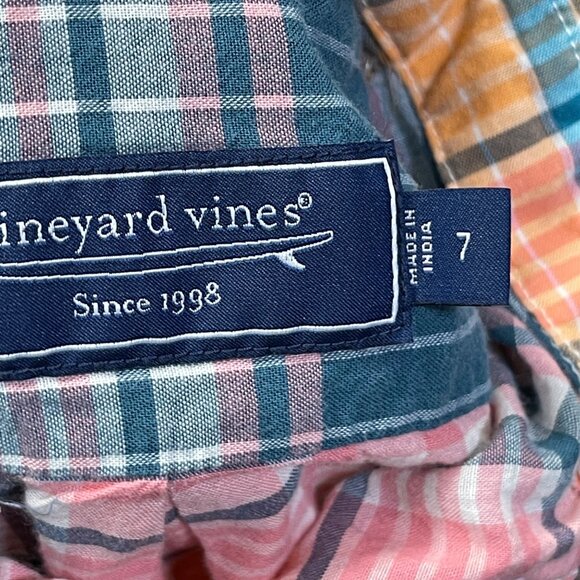 ineyard vines®
Since 1998
MADE IN
INDIA
7